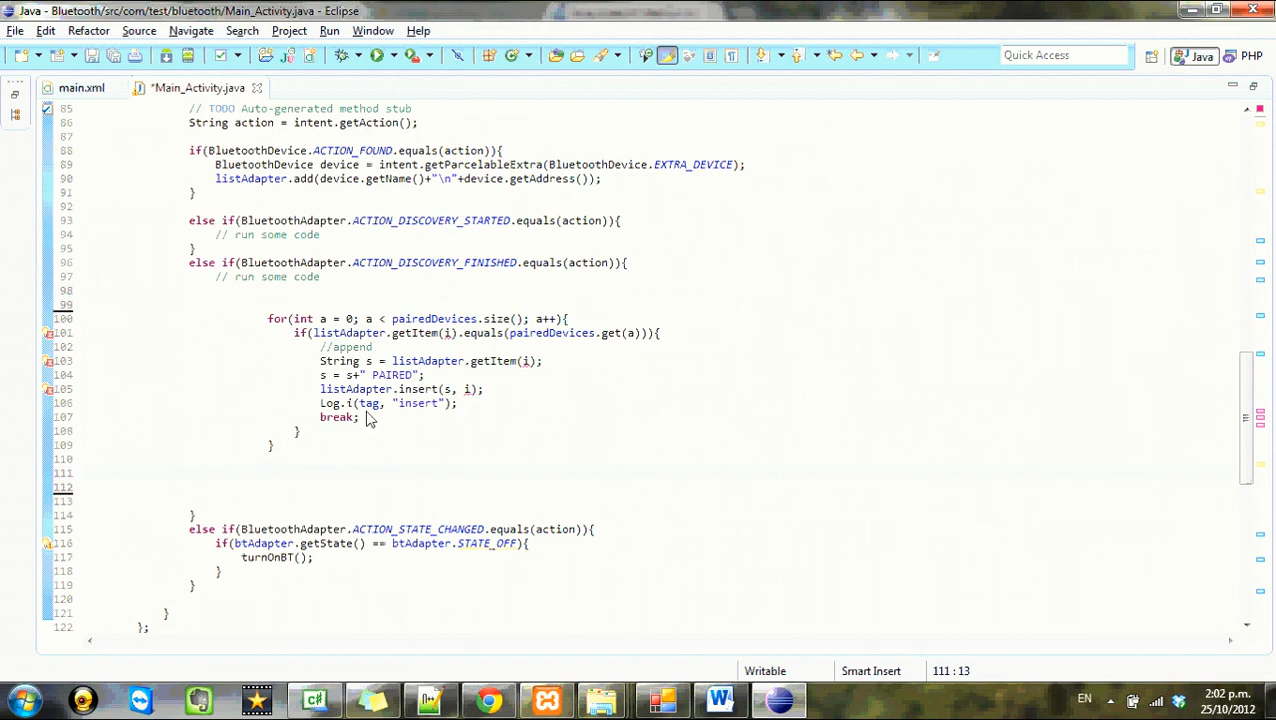 Java - Bluetooth/src/com/test/bluetooth/Main_Activity.java - Eclipse
File Edit Refactor Source Navigate Search Project Run Window Help
Quick Access Java PHP
main.xml *Main_Activity.java
85 // TODO Auto-generated method stub
86 String action = intent.getAction();
87
88 if(BluetoothDevice.ACTION_FOUND.equals(action)){
89 BluetoothDevice device = intent.getParcelableExtra(BluetoothDevice.EXTRA_DEVICE);
90 listAdapter.add(device.getName()+"\n"+device.getAddress());
91 }
92
93 else if(BluetoothAdapter.ACTION_DISCOVERY_STARTED.equals(action)){
94 // run some code
95 }
96 else if(BluetoothAdapter.ACTION_DISCOVERY_FINISHED.equals(action)){
97 // run some code
98
99
100 for(int a = 0; a < pairedDevices.size(); a++){
101 if(listAdapter.getItem(i).equals(pairedDevices.get(a))){
102 //append
103 String s = listAdapter.getItem(i);
104 s = s+" PAIRED";
105 listAdapter.insert(s, i);
106 Log.i(tag, "insert");
107 break;
108 }
109 }
110
111
112
113
114 }
115 else if(BluetoothAdapter.ACTION_STATE_CHANGED.equals(action)){
116 if(btAdapter.getState() == btAdapter.STATE_OFF){
117 turnOnBT();
118 }
119 }
120
121 }
122 };
Writable Smart Insert 111 : 13
EN 2:02 p.m.
25/10/2012